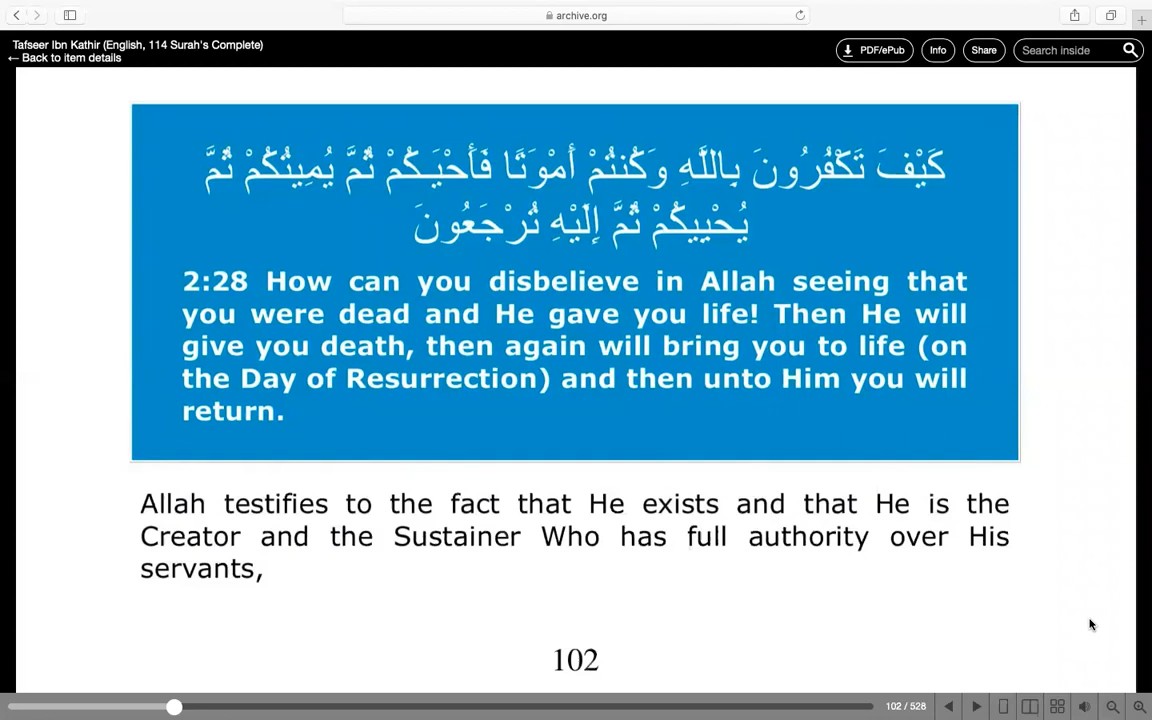 archive.org
Tafseer Ibn Kathir (English, 114 Surah's Complete)
← Back to item details
PDF/ePub
Info
Share
Search inside
كَيْفَ تَكْفُرُونَ بِاللَّهِ وَكُنتُمْ أَمْوَتًا فَأَحْيَـكُمْ ثُمَّ يُمِيتُكُمْ ثُمَّ
يُحْيِيكُمْ ثُمَّ إِلَيْهِ تُرْجَعُونَ
2:28 How can you disbelieve in Allah seeing that
you were dead and He gave you life! Then He will
give you death, then again will bring you to life (on
the Day of Resurrection) and then unto Him you will
return.
Allah testifies to the fact that He exists and that He is the
Creator and the Sustainer Who has full authority over His
servants,
102
102 / 528